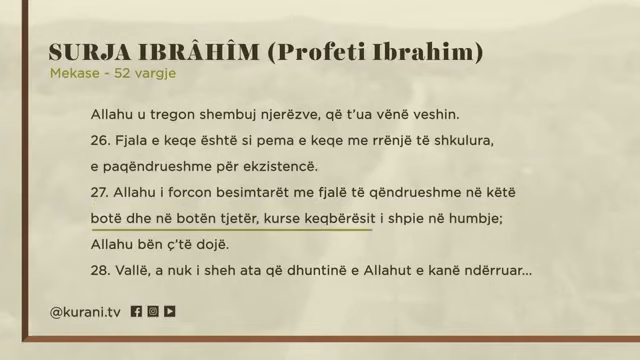 SURJA IBRÂHÎM (Profeti Ibrahim)
Mekase - 52 vargje
Allahu u tregon shembuj njerëzve, që t'ua vënë veshin.
26. Fjala e keqe është si pema e keqe me rrënjë të shkulura,
e paqëndrueshme për ekzistencë.
27. Allahu i forcon besimtarët me fjalë të qëndrueshme në këtë
botë dhe në botën tjetër, kurse keqbërësit i shpie në humbje;
Allahu bën ç'të dojë.
28. Vallë, a nuk i sheh ata që dhuntinë e Allahut e kanë ndërruar...
@kurani.tv